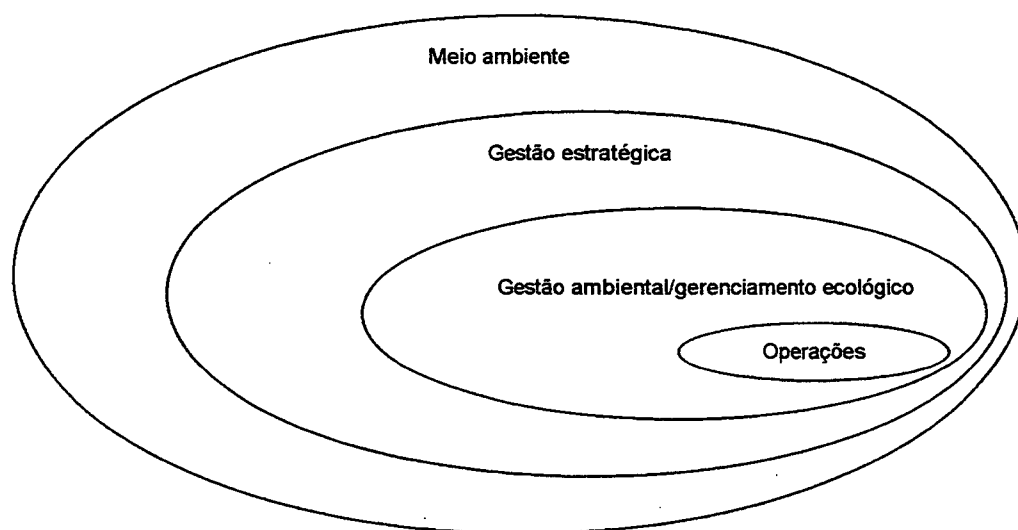 Meio ambiente
Gestão estratégica
Gestão ambiental/gerenciamento ecológico
Operações